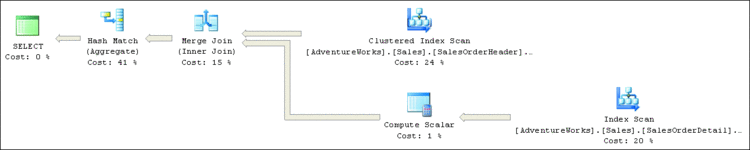 SELECT
Cost: 0 %
Hash Match
(Aggregate)
Cost: 41 %
Merge Join
(Inner Join)
Cost: 15 %
Clustered Index Scan
[AdventureWorks].[Sales].[SalesOrderHeader]....
Cost: 24 %
Compute Scalar
Cost: 1 %
Index Scan
[AdventureWorks].[Sales].[SalesOrderDetail]....
Cost: 20 %